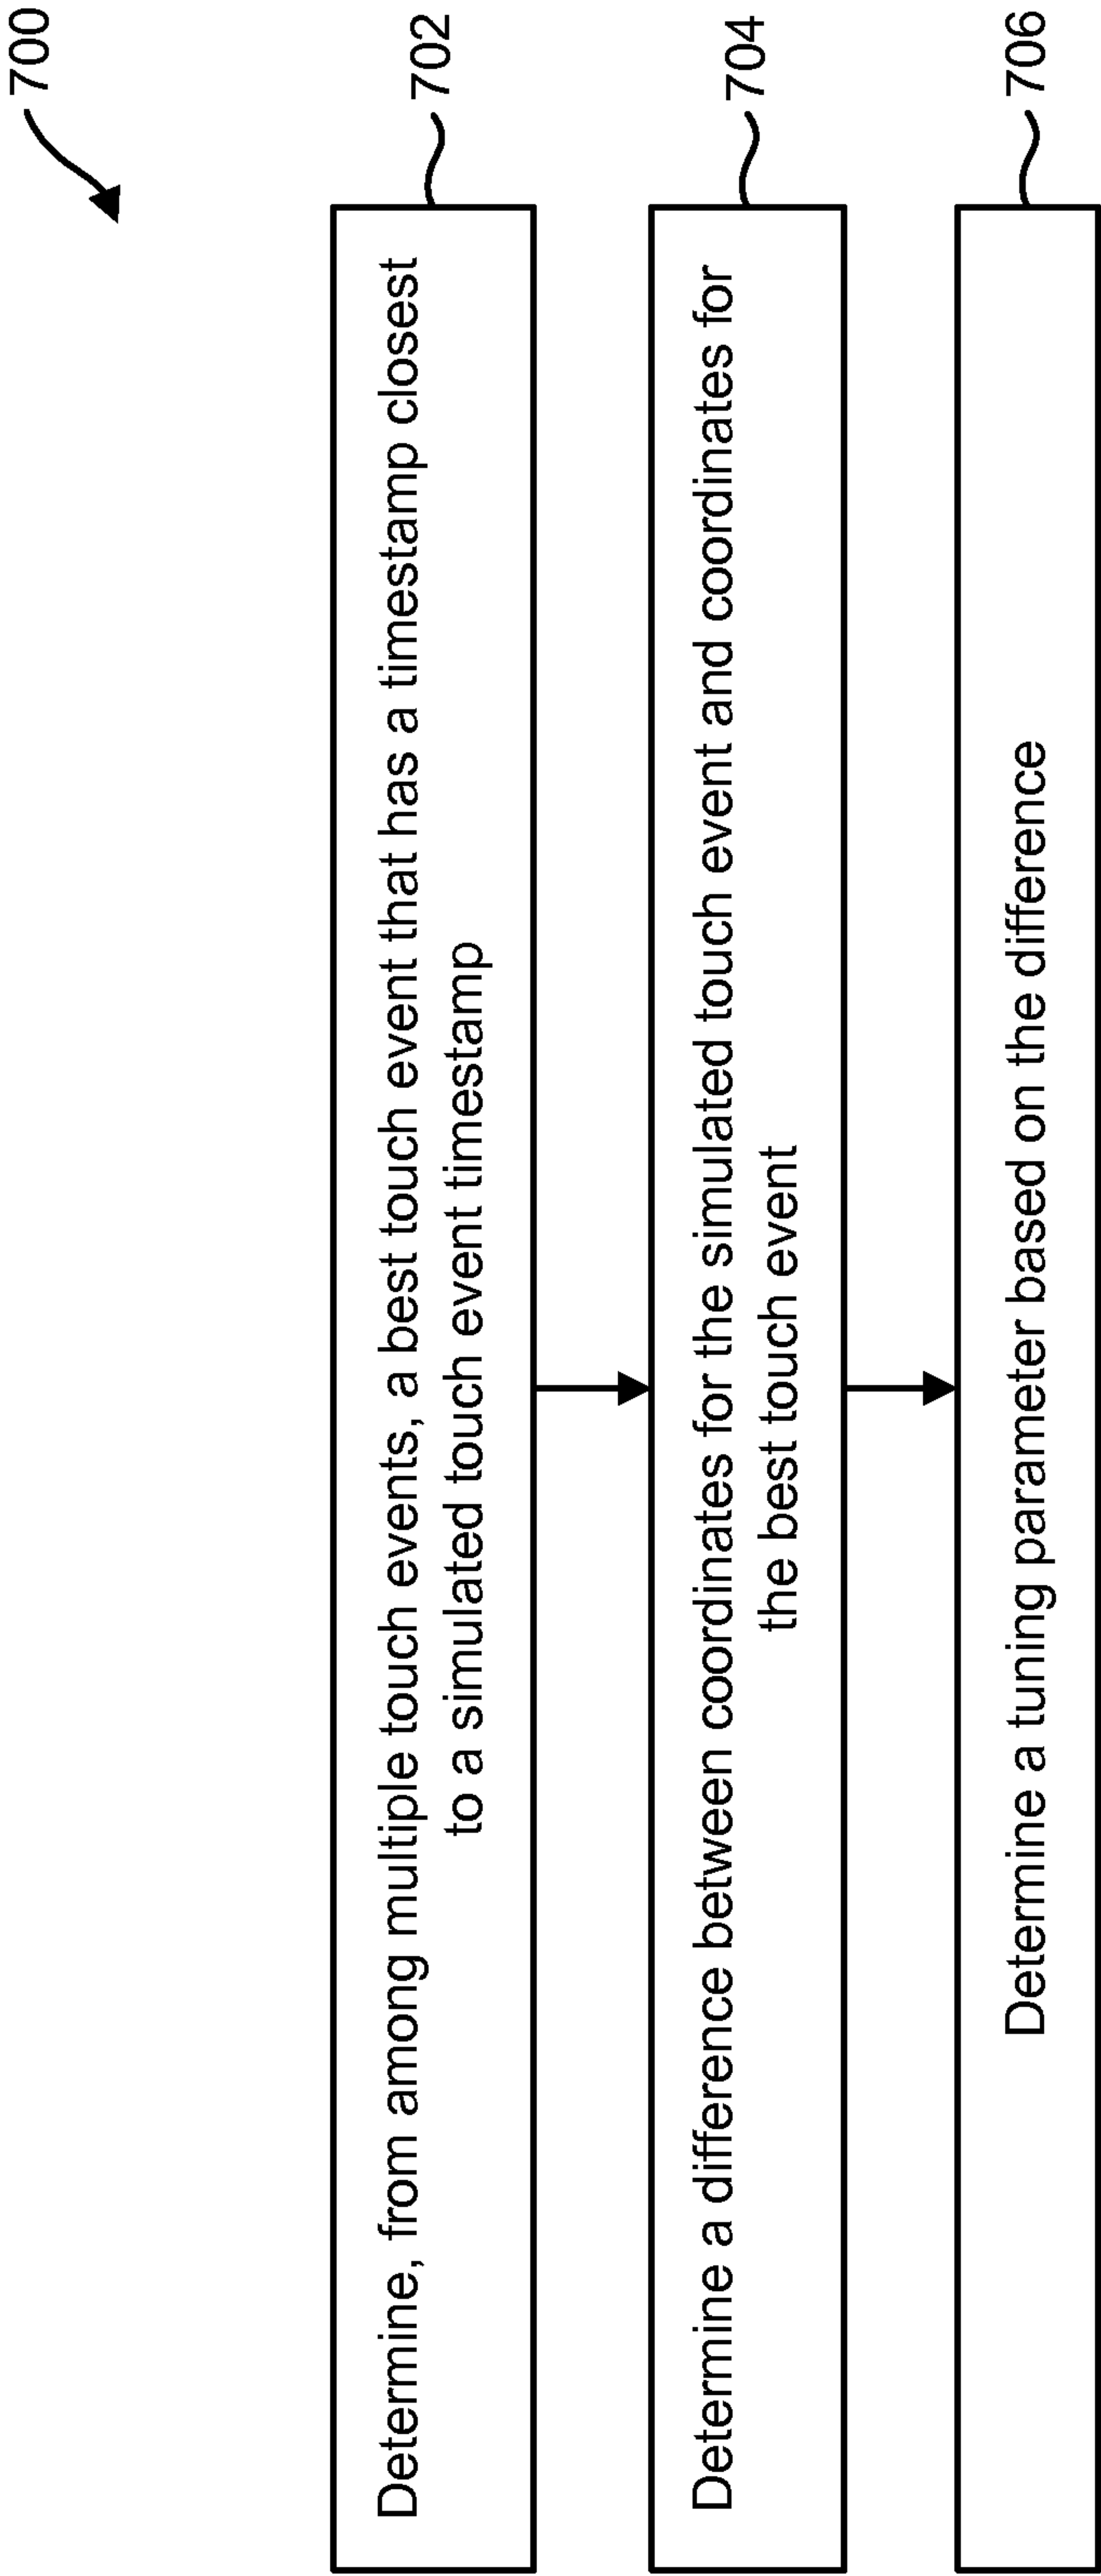 700
702
Determine, from among multiple touch events, a best touch event that has a timestamp closest
to a simulated touch event timestamp
704
Determine a difference between coordinates for the simulated touch event and coordinates for
the best touch event
706
Determine a tuning parameter based on the difference